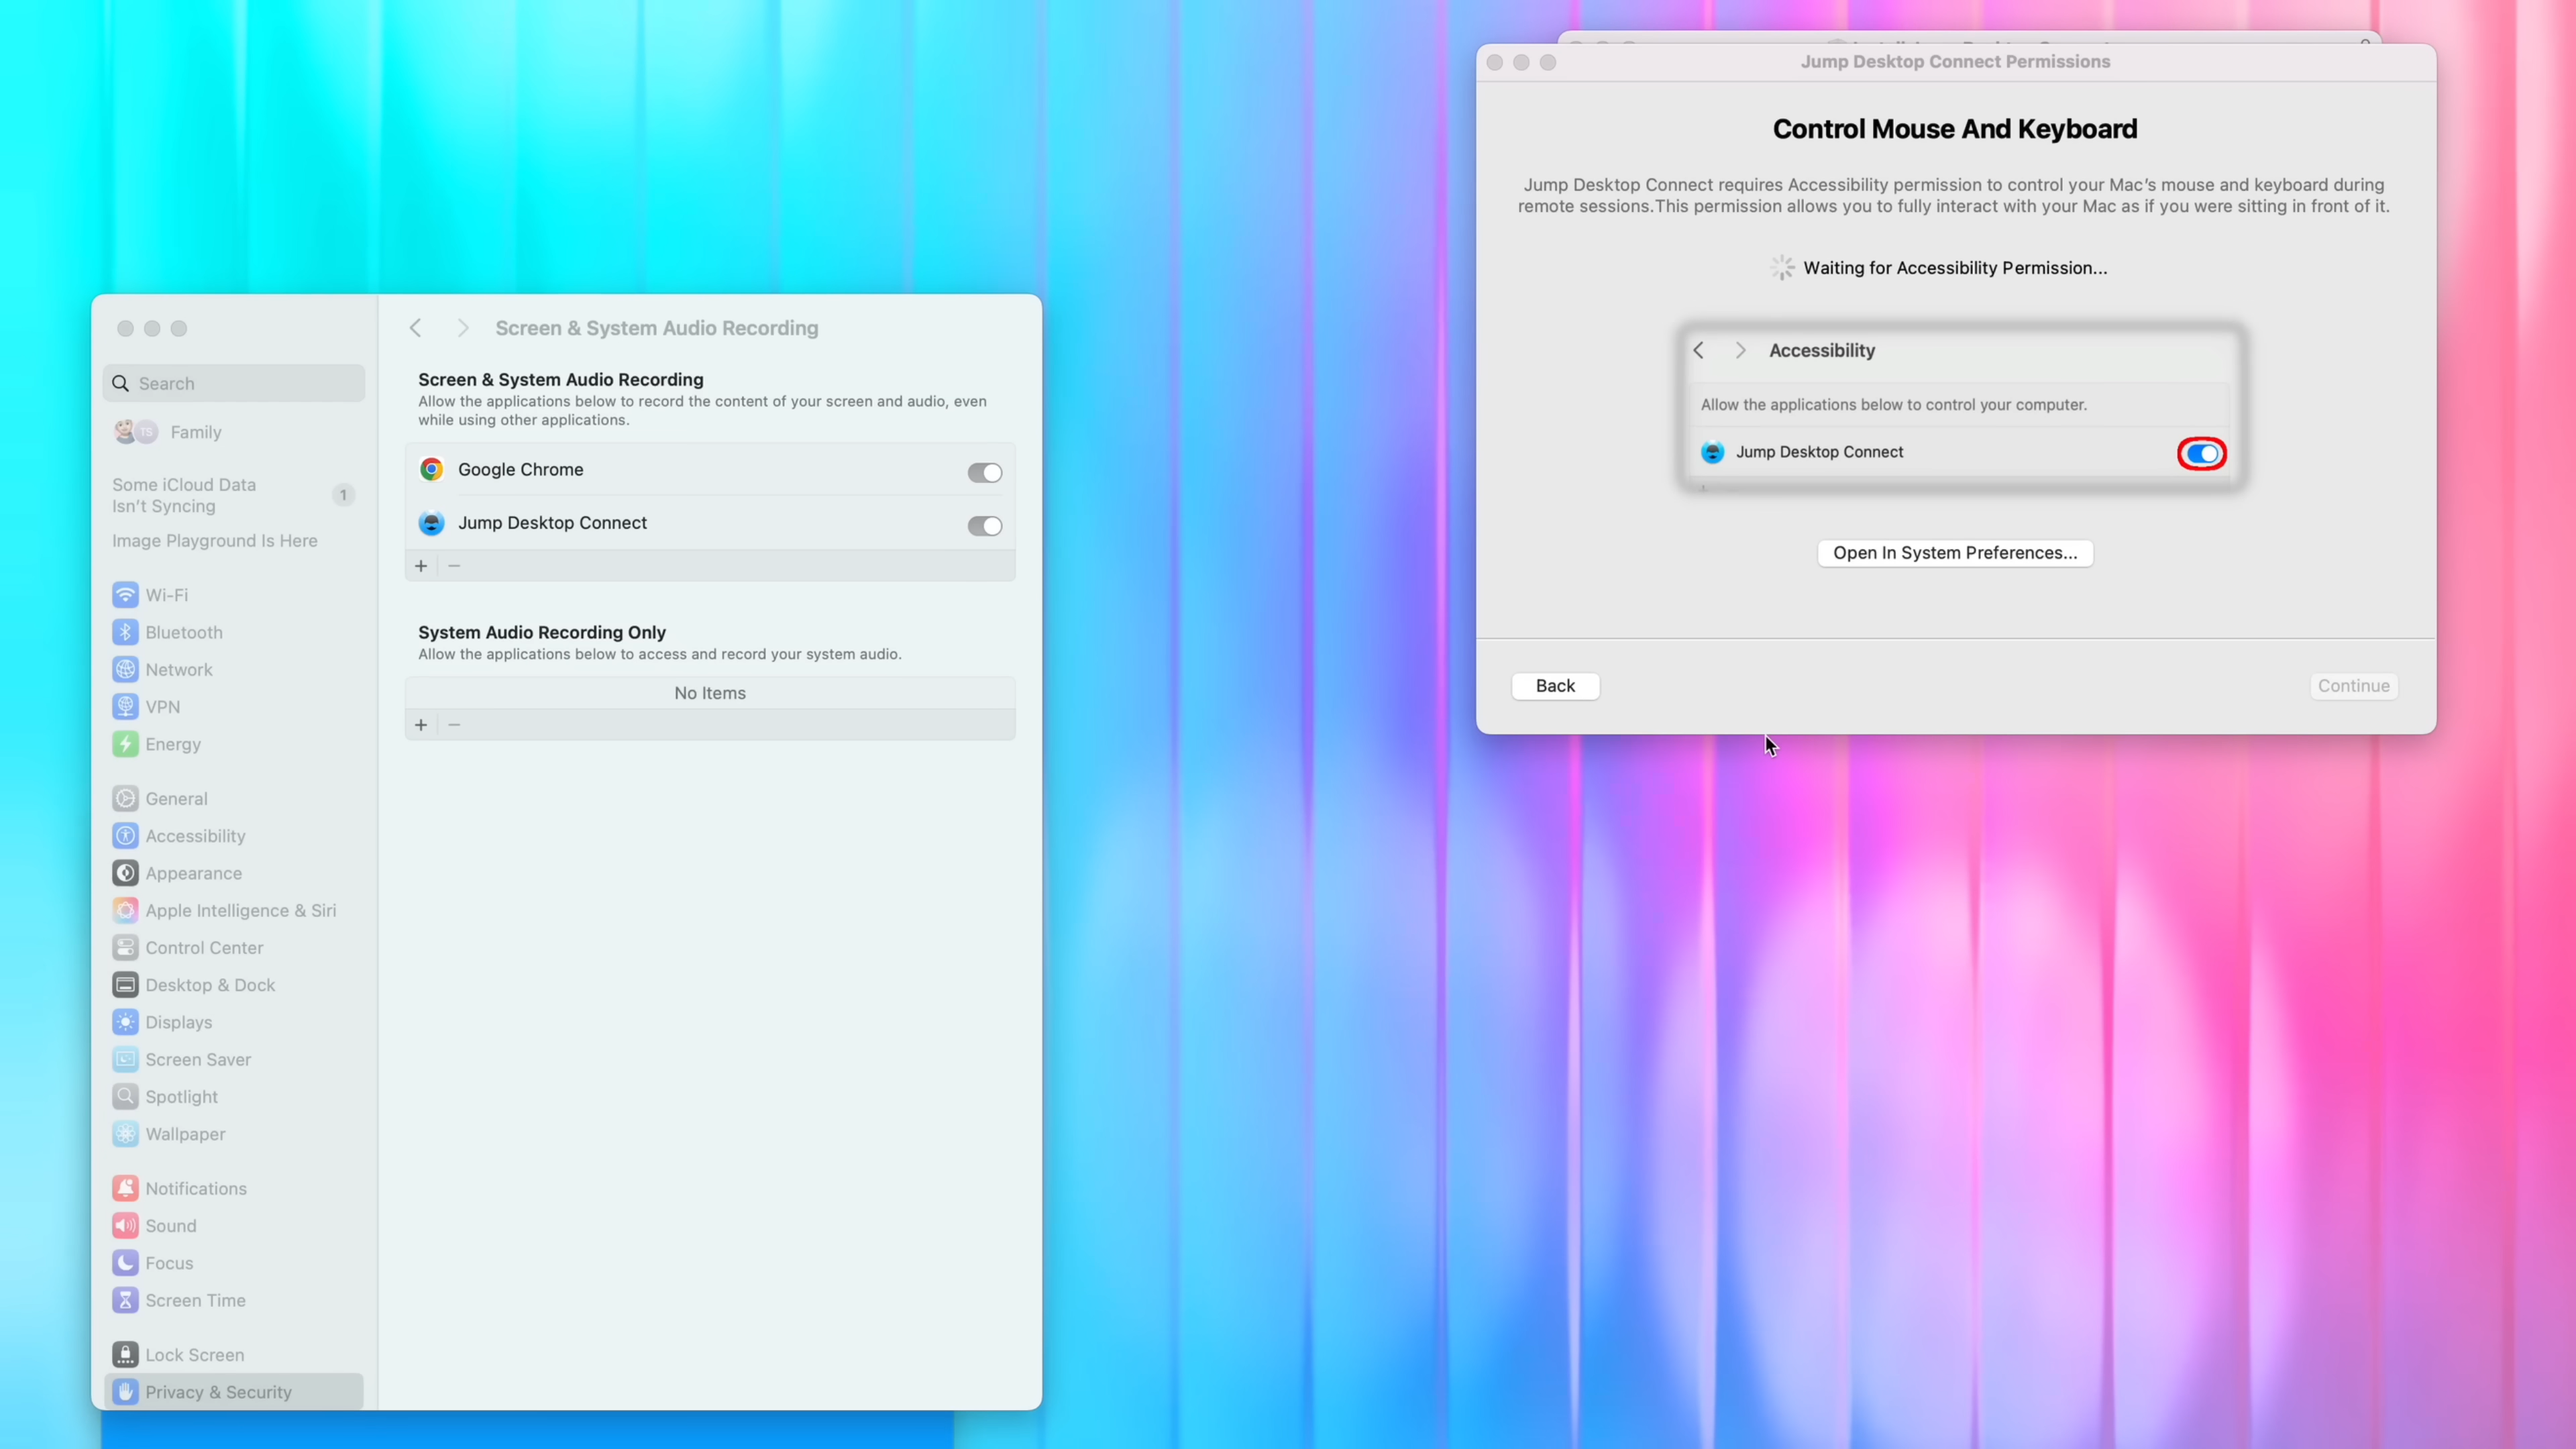 Search
Family
TS
Some iCloud Data
Isn't Syncing
1
Image Playground Is Here
Wi-Fi
Bluetooth
Network
VPN
Energy
General
Accessibility
Appearance
Apple Intelligence & Siri
Control Center
Desktop & Dock
Displays
Screen Saver
Spotlight
Wallpaper
Notifications
Sound
Focus
Screen Time
Lock Screen
Privacy & Security
Screen & System Audio Recording
Screen & System Audio Recording
Allow the applications below to record the content of your screen and audio, even
while using other applications.
Google Chrome
Jump Desktop Connect
System Audio Recording Only
Allow the applications below to access and record your system audio.
No Items
Jump Desktop Connect Permissions
Control Mouse And Keyboard
Jump Desktop Connect requires Accessibility permission to control your Mac's mouse and keyboard during
remote sessions.This permission allows you to fully interact with your Mac as if you were sitting in front of it.
Waiting for Accessibility Permission...
Accessibility
Allow the applications below to control your computer.
Jump Desktop Connect
Open In System Preferences...
Back
Continue